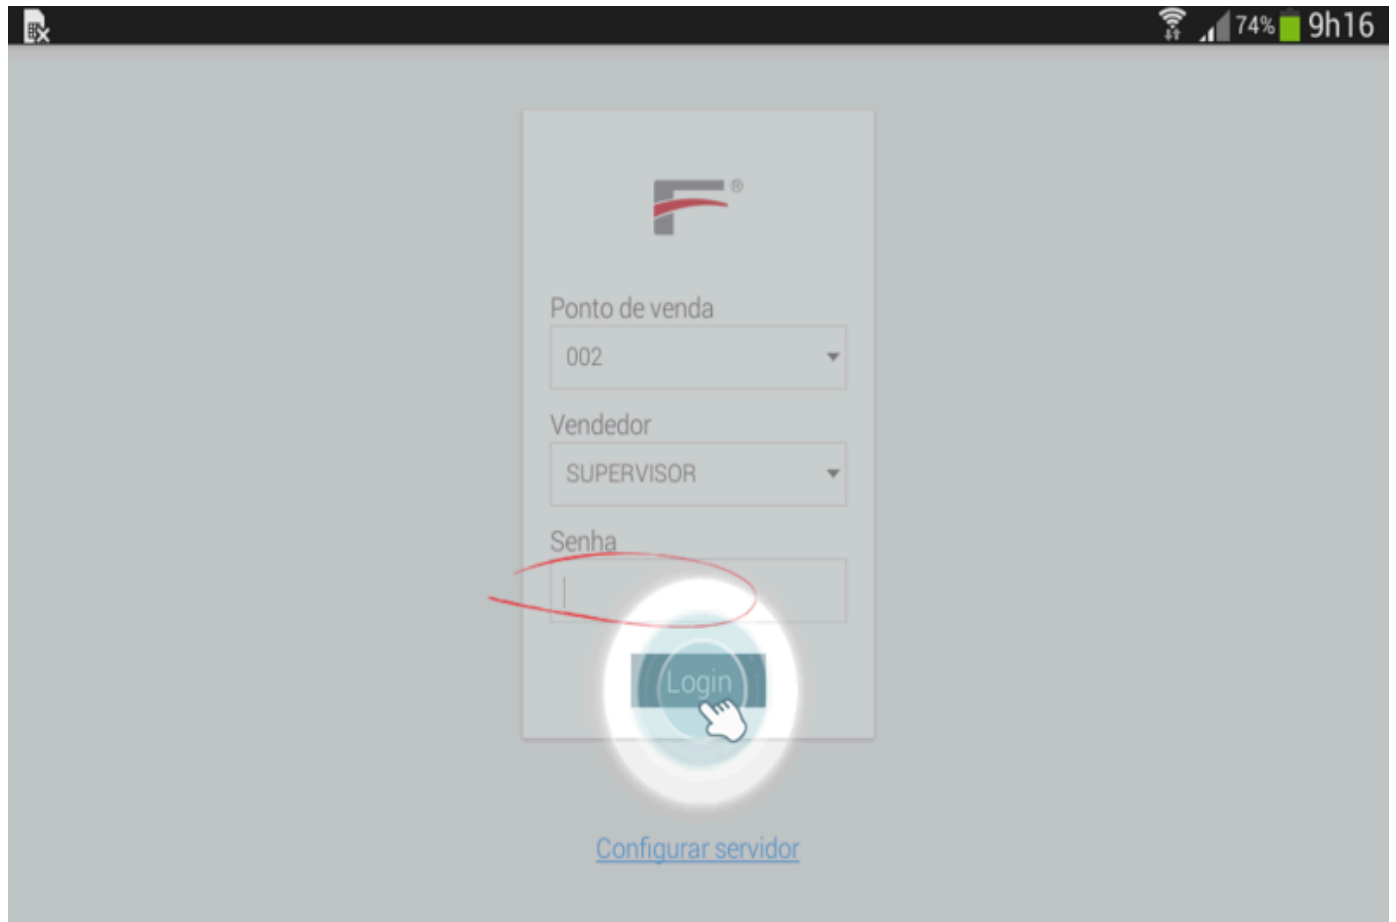 74% 9h16
F®
Ponto de venda
002
Vendedor
SUPERVISOR
Senha
Login
Configurar servidor